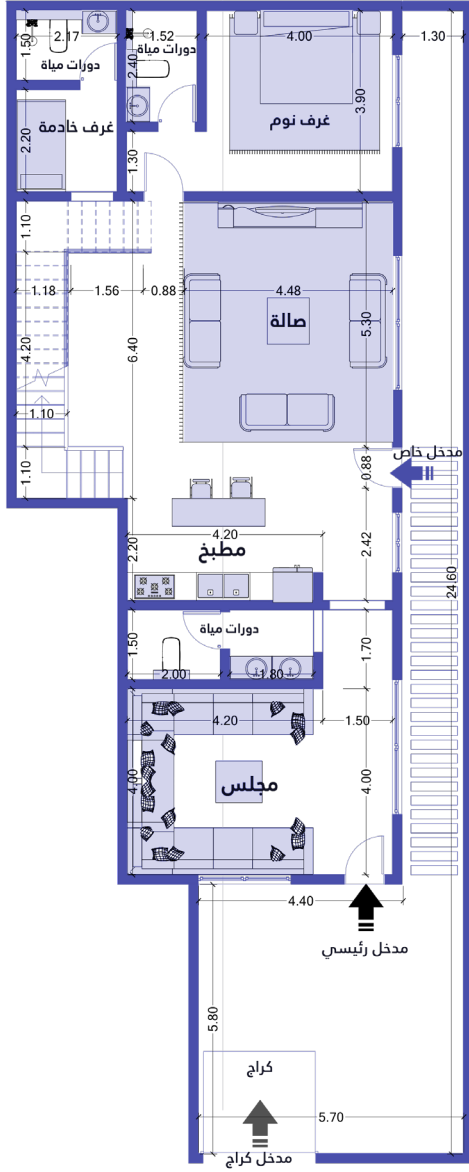 2.17
1.52
4.00
1.30
1.50
دورات مياة
دورات مياة
2.40
3.90
غرف نوم
غرف خادمة
2.20
1.30
1.10
1.18
1.56
0.88
4.48
صالة
5.30
6.40
4.20
1.10
مدخل خاص
0.88
1.10
4.20
مطبخ
2.20
2.42
24.60
دورات مياة
1.50
1.70
2.00
1.80
4.20
1.50
مجلس
4.00
4.00
4.40
مدخل رئيسي
5.80
كراج
5.70
مدخل كراج